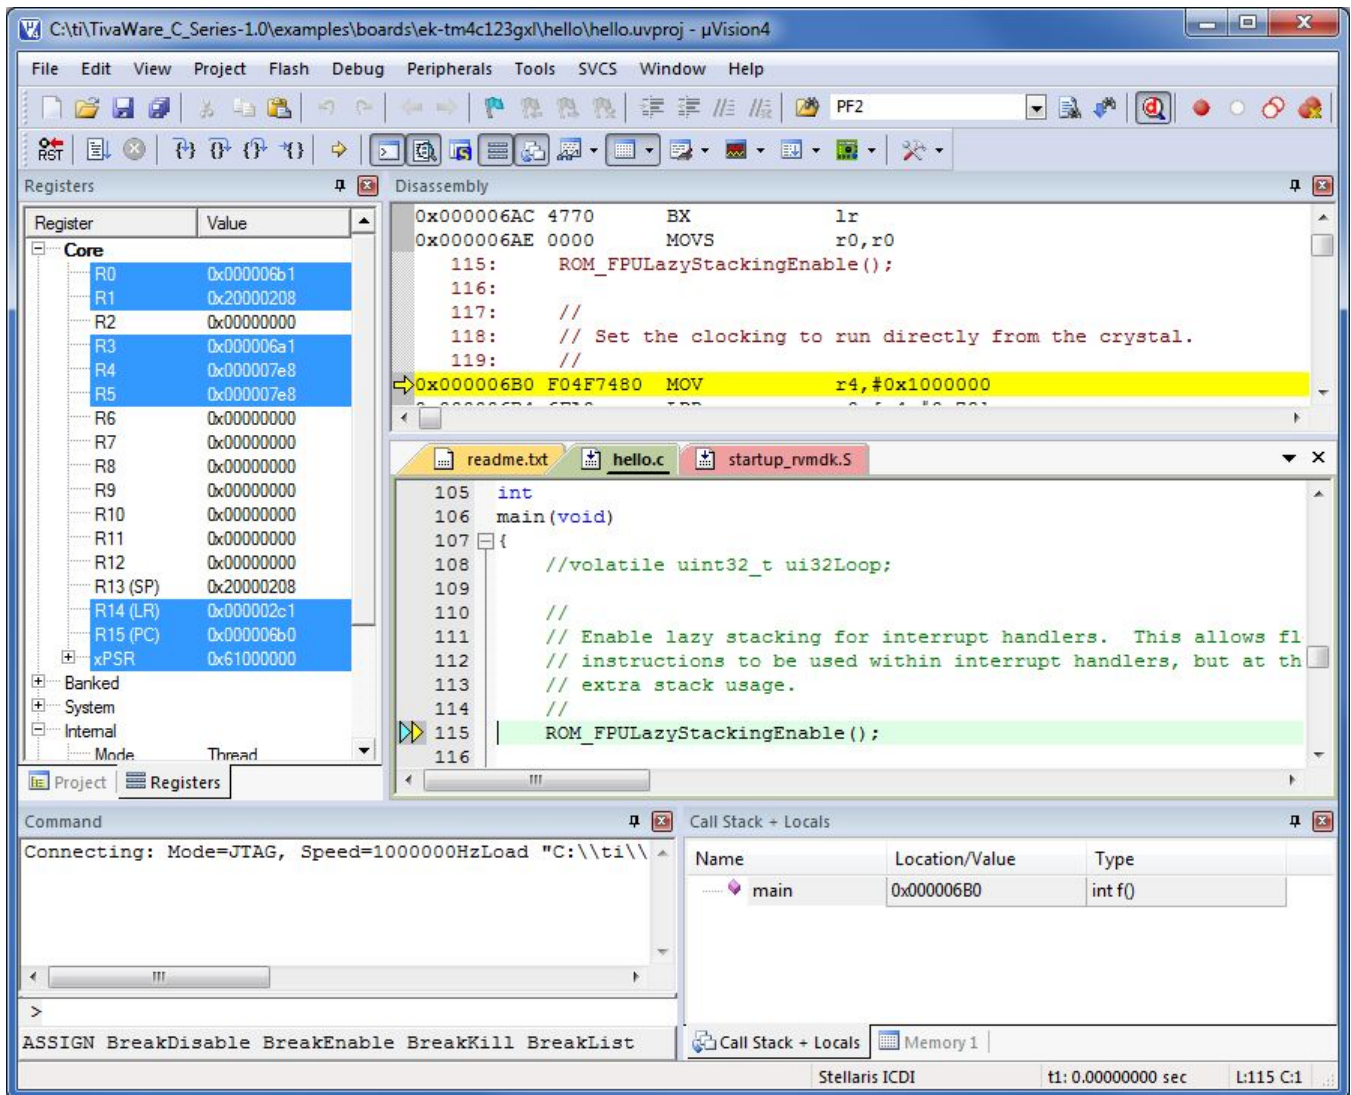 C:\ti\TivaWare_C_Series-1.0\examples\boards\ek-tm4c123gxl\hello\hello.uvproj - µVision4
File Edit View Project Flash Debug Peripherals Tools SVCS Window Help
PF2
RST
Registers
Register Value
Core
R0 0x000006b1
R1 0x20000208
R2 0x00000000
R3 0x000006a1
R4 0x000007e8
R5 0x000007e8
R6 0x00000000
R7 0x00000000
R8 0x00000000
R9 0x00000000
R10 0x00000000
R11 0x00000000
R12 0x00000000
R13 (SP) 0x20000208
R14 (LR) 0x000002c1
R15 (PC) 0x000006b0
xPSR 0x61000000
Banked
System
Internal
Mode Thread
Project Registers
Disassembly
0x000006AC 4770 BX lr
0x000006AE 0000 MOVS r0,r0
115: ROM_FPULazyStackingEnable();
116:
117: //
118: // Set the clocking to run directly from the crystal.
119: //
0x000006B0 F04F7480 MOV r4,#0x1000000
readme.txt hello.c startup_rvmdk.S
105 int
106 main(void)
107 {
108 //volatile uint32_t ui32Loop;
109
110 //
111 // Enable lazy stacking for interrupt handlers. This allows fl
112 // instructions to be used within interrupt handlers, but at th
113 // extra stack usage.
114 //
115 ROM_FPULazyStackingEnable();
116
Command
Connecting: Mode=JTAG, Speed=1000000HzLoad "C:\\ti\\
>
ASSIGN BreakDisable BreakEnable BreakKill BreakList
Call Stack + Locals
Name Location/Value Type
main 0x000006B0 int f()
Call Stack + Locals Memory 1
Stellaris ICDI t1: 0.00000000 sec L:115 C:1